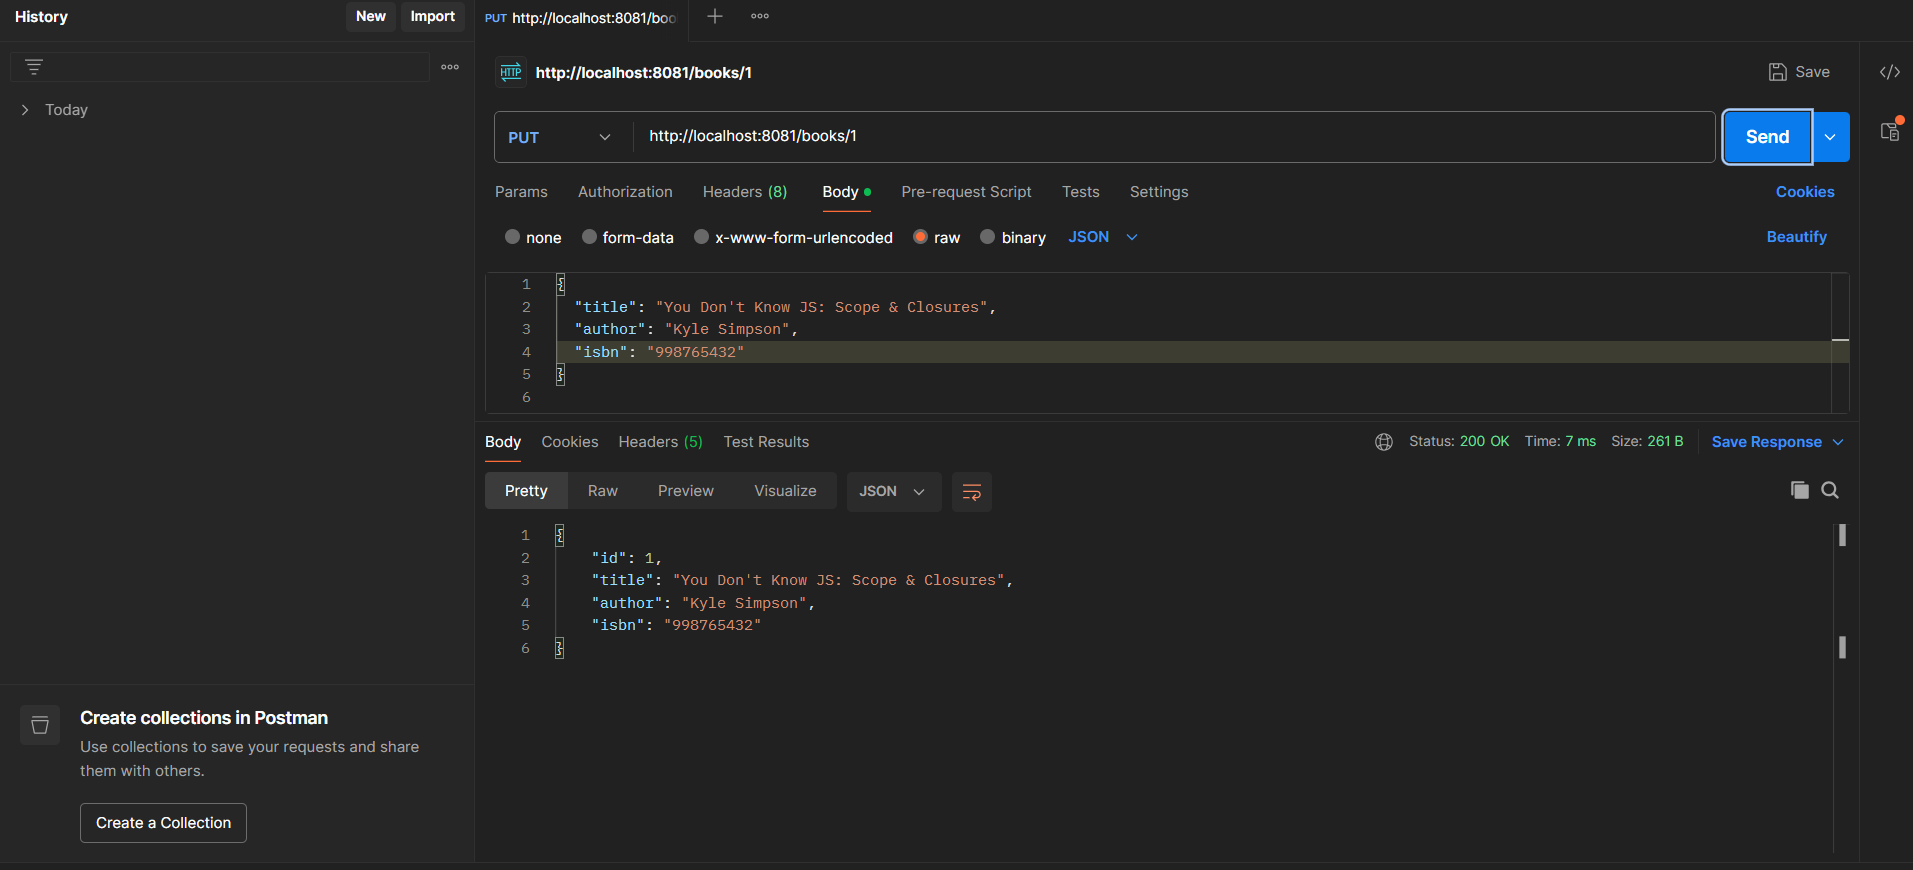 History
New
Import
PUT http://localhost:8081/boo
Today
HTTP
http://localhost:8081/books/1
Save
PUT
http://localhost:8081/books/1
Send
Params
Authorization
Headers (8)
Body
Pre-request Script
Tests
Settings
Cookies
none
form-data
x-www-form-urlencoded
raw
binary
JSON
Beautify
1 {
2 "title": "You Don't Know JS: Scope & Closures",
3 "author": "Kyle Simpson",
4 "isbn": "998765432"
5 }
6
Body
Cookies
Headers (5)
Test Results
Status: 200 OK
Time: 7 ms
Size: 261 B
Save Response
Pretty
Raw
Preview
Visualize
JSON
1 {
2 "id": 1,
3 "title": "You Don't Know JS: Scope & Closures",
4 "author": "Kyle Simpson",
5 "isbn": "998765432"
6 }
Create collections in Postman
Use collections to save your requests and share
them with others.
Create a Collection